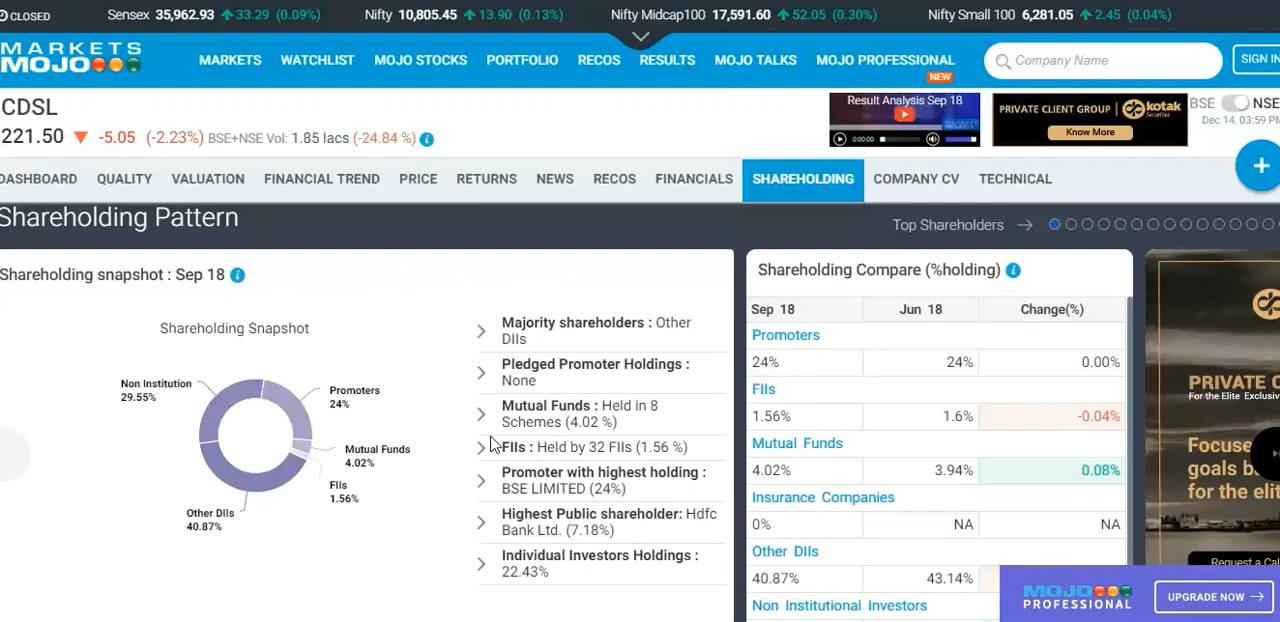 CLOSED Sensex 35,962.93 33.29 (0.09%) Nifty 10,805.45 13.90 (0.13%) Nifty Midcap100 17,591.60 52.05 (0.30%) Nifty Small 100 6,281.05 2.45 (0.04%)
MARKETS
MOJO
MARKETS WATCHLIST MOJO STOCKS PORTFOLIO RECOS RESULTS MOJO TALKS MOJO PROFESSIONAL Company Name SIGN IN
NEW
CDSL
221.50 -5.05 (-2.23%) BSE+NSE Vol: 1.85 lacs (-24.84 %)
Result Analysis Sep 18
0:00:00
PRIVATE CLIENT GROUP | kotak
Securities
Know More
BSE NSE
Dec 14, 03:59 PM
+
DASHBOARD QUALITY VALUATION FINANCIAL TREND PRICE RETURNS NEWS RECOS FINANCIALS SHAREHOLDING COMPANY CV TECHNICAL
Shareholding Pattern
Top Shareholders
Shareholding snapshot : Sep 18
Shareholding Snapshot
Non Institution
29.55%
Promoters
24%
Mutual Funds
4.02%
FIIs
1.56%
Other DIIs
40.87%
Majority shareholders : Other
DIIs
Pledged Promoter Holdings :
None
Mutual Funds : Held in 8
Schemes (4.02 %)
FIIs : Held by 32 FIIs (1.56 %)
Promoter with highest holding :
BSE LIMITED (24%)
Highest Public shareholder: Hdfc
Bank Ltd. (7.18%)
Individual Investors Holdings :
22.43%
Shareholding Compare (%holding)
Sep 18 Jun 18 Change(%)
Promoters
24% 24% 0.00%
FIIs
1.56% 1.6% -0.04%
Mutual Funds
4.02% 3.94% 0.08%
Insurance Companies
0% NA NA
Other DIIs
40.87% 43.14%
Non Institutional Investors
PRIVATE C
For the Elite Exclusiv
Focuse
goals b
for the elit
Request a Cal
MOJO
PROFESSIONAL
UPGRADE NOW